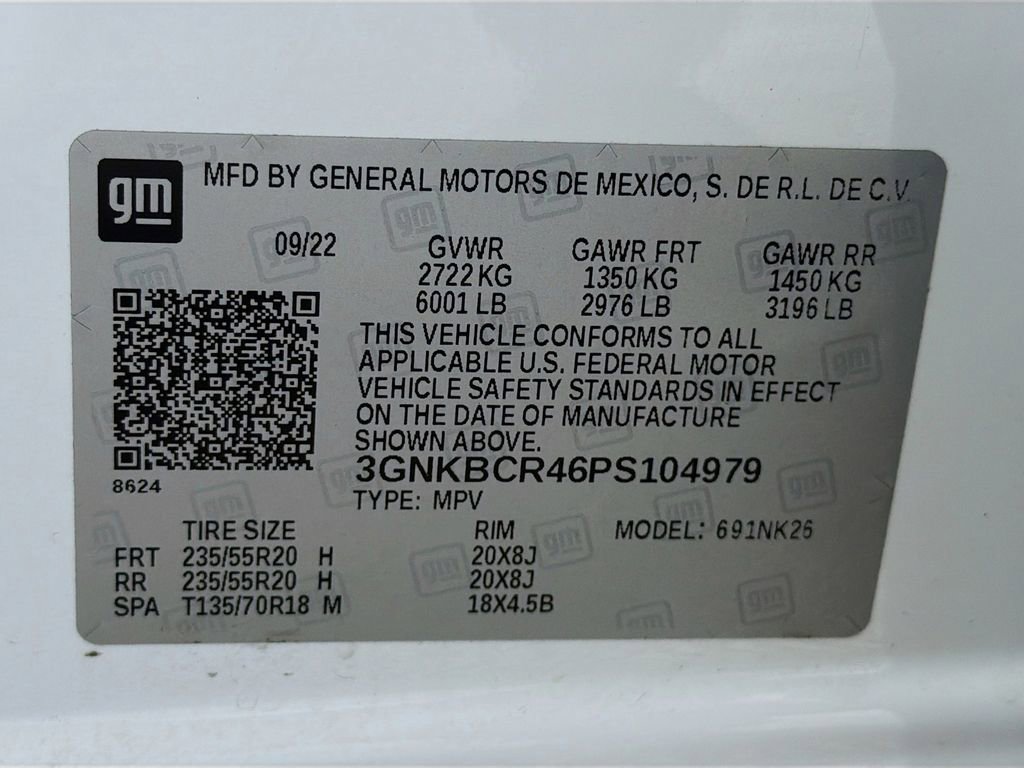 gm
MFD BY GENERAL MOTORS DE MEXICO, S. DE R.L. DE C.V.
09/22 GVWR GAWR FRT GAWR RR
2722 KG 1350 KG 1450 KG
6001 LB 2976 LB 3196 LB
THIS VEHICLE CONFORMS TO ALL
APPLICABLE U.S. FEDERAL MOTOR
VEHICLE SAFETY STANDARDS IN EFFECT
ON THE DATE OF MANUFACTURE
SHOWN ABOVE.
3GNKBCR46PS104979
8624
TYPE: MPV
TIRE SIZE RIM MODEL: 691NK26
FRT 235/55R20 H 20X8J
RR 235/55R20 H 20X8J
SPA T135/70R18 M 18X4.5B